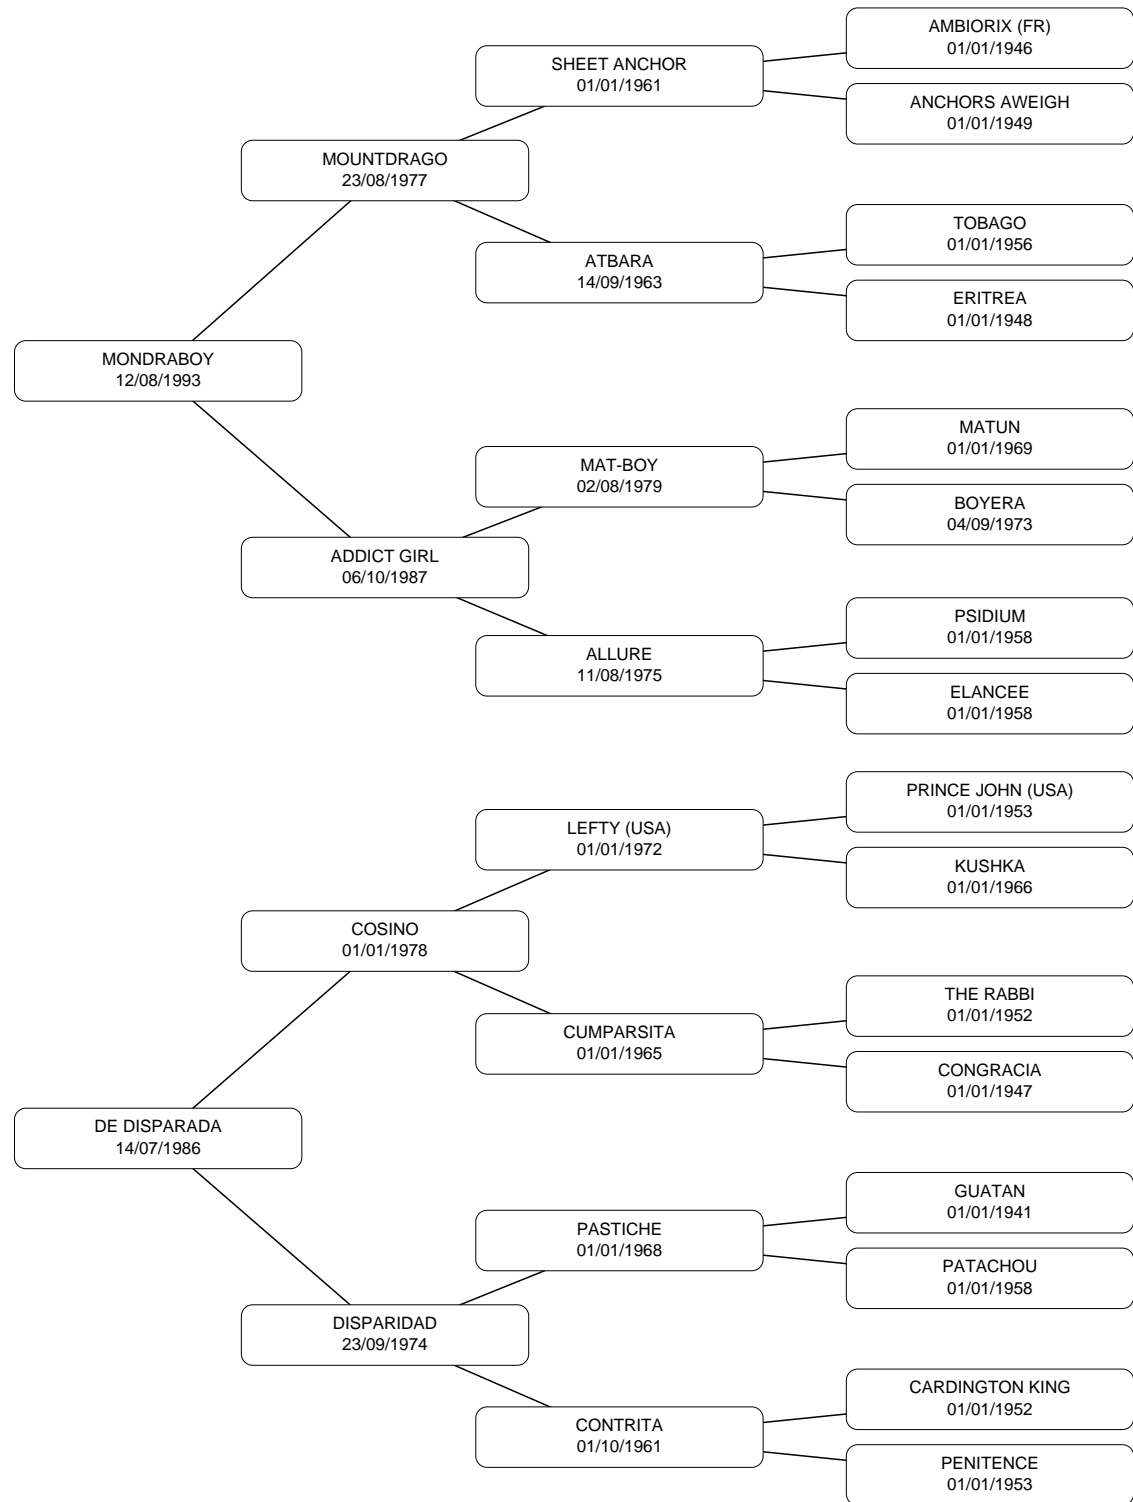 AMBIORIX (FR)
01/01/1946
SHEET ANCHOR
01/01/1961
ANCHORS AWEIGH
01/01/1949
MOUNTDRAGO
23/08/1977
TOBAGO
01/01/1956
ATBARA
14/09/1963
ERITREA
01/01/1948
MONDRABOY
12/08/1993
MATUN
01/01/1969
MAT-BOY
02/08/1979
BOYERA
04/09/1973
ADDICT GIRL
06/10/1987
PSIDIUM
01/01/1958
ALLURE
11/08/1975
ELANCEE
01/01/1958
PRINCE JOHN (USA)
01/01/1953
LEFTY (USA)
01/01/1972
KUSHKA
01/01/1966
COSINO
01/01/1978
THE RABBI
01/01/1952
CUMPARSITA
01/01/1965
CONGRACIA
01/01/1947
DE DISPARADA
14/07/1986
GUATAN
01/01/1941
PASTICHE
01/01/1968
PATACHOU
01/01/1958
DISPARIDAD
23/09/1974
CARDINGTON KING
01/01/1952
CONTRITA
01/10/1961
PENITENCE
01/01/1953